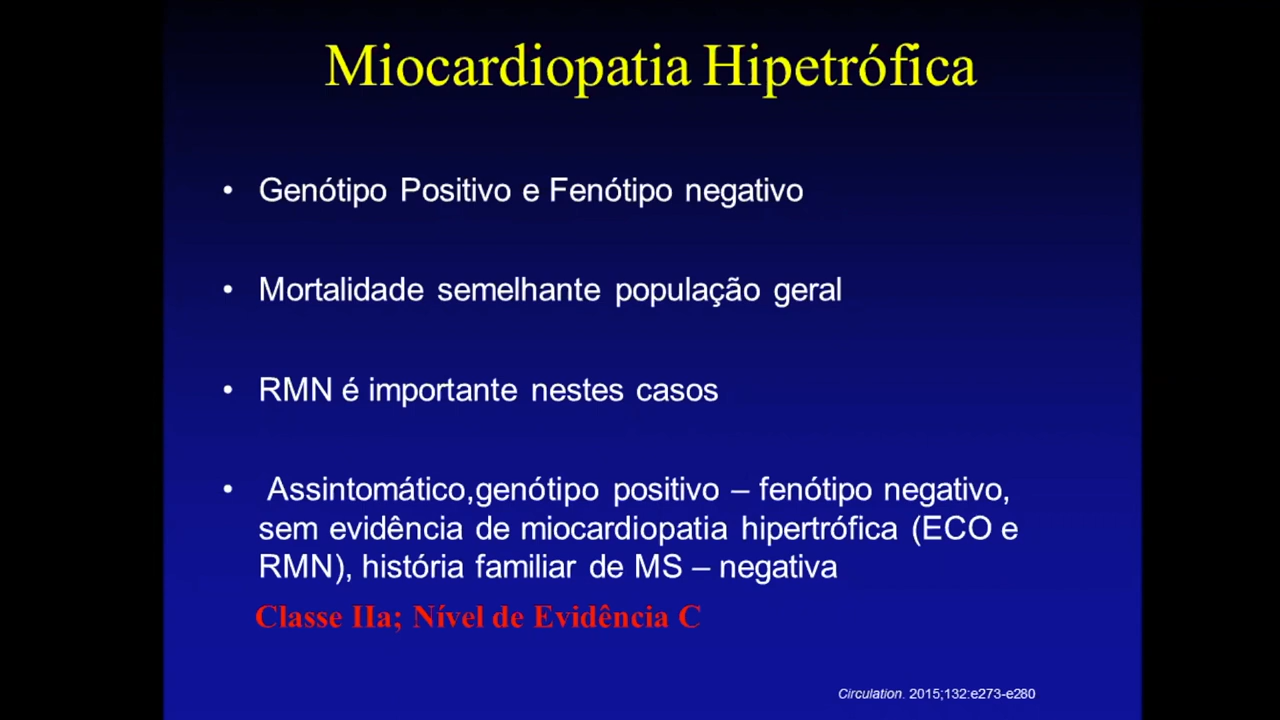 Miocardiopatia Hipetrófica
• Genótipo Positivo e Fenótipo negativo
• Mortalidade semelhante população geral
• RMN é importante nestes casos
• Assintomático,genótipo positivo – fenótipo negativo,
sem evidência de miocardiopatia hipertrófica (ECO e
RMN), história familiar de MS – negativa
Classe IIa; Nível de Evidência C
Circulation. 2015;132:e273-e280